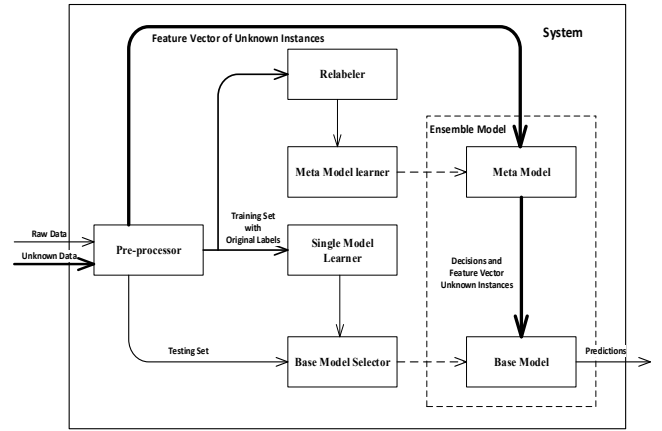 System
Feature Vector of Unknown Instances
Relabeler
Ensemble Model
Meta Model learner
Meta Model
Training Set
with
Original Labels
Raw Data
Unknown Data
Pre-processor
Single Model
Learner
Decisions and
Feature Vector
Unknown Instances
Testing Set
Base Model Selector
Base Model
Predictions